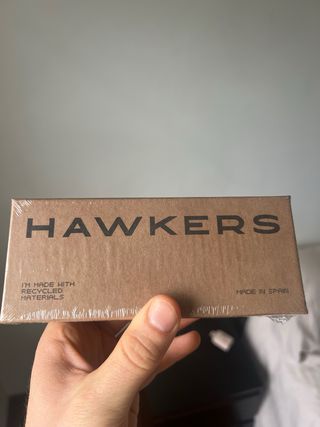 HAWKERS
I'M MADE WITH
RECYCLED
MATERIALS
MADE IN SPAIN